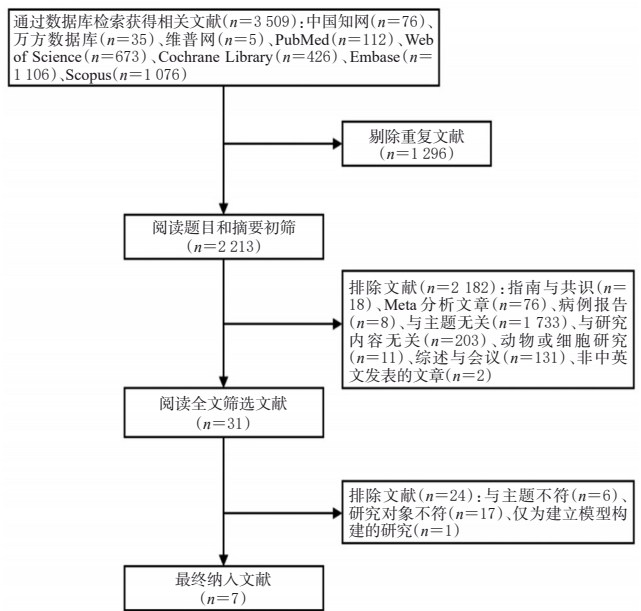 通过数据库检索获得相关文献(n=3 509):中国知网(n=76)、
万方数据库(n=35)、维普网(n=5)、PubMed(n=112)、Web
of Science(n=673)、Cochrane Library(n=426)、Embase(n=
1 106)、Scopus(n=1 076)
剔除重复文献
(n=1 296)
阅读题目和摘要初筛
(n=2 213)
排除文献(n=2 182):指南与共识(n=
18)、Meta 分析文章(n=76)、病例报告
(n=8)、与主题无关(n=1 733)、与研究
内容无关(n=203)、动物或细胞研究
(n=11)、综述与会议(n=131)、非中英
文发表的文章(n=2)
阅读全文筛选文献
(n=31)
排除文献(n=24):与主题不符(n=6)、
研究对象不符(n=17)、仅为建立模型构
建的研究(n=1)
最终纳入文献
(n=7)